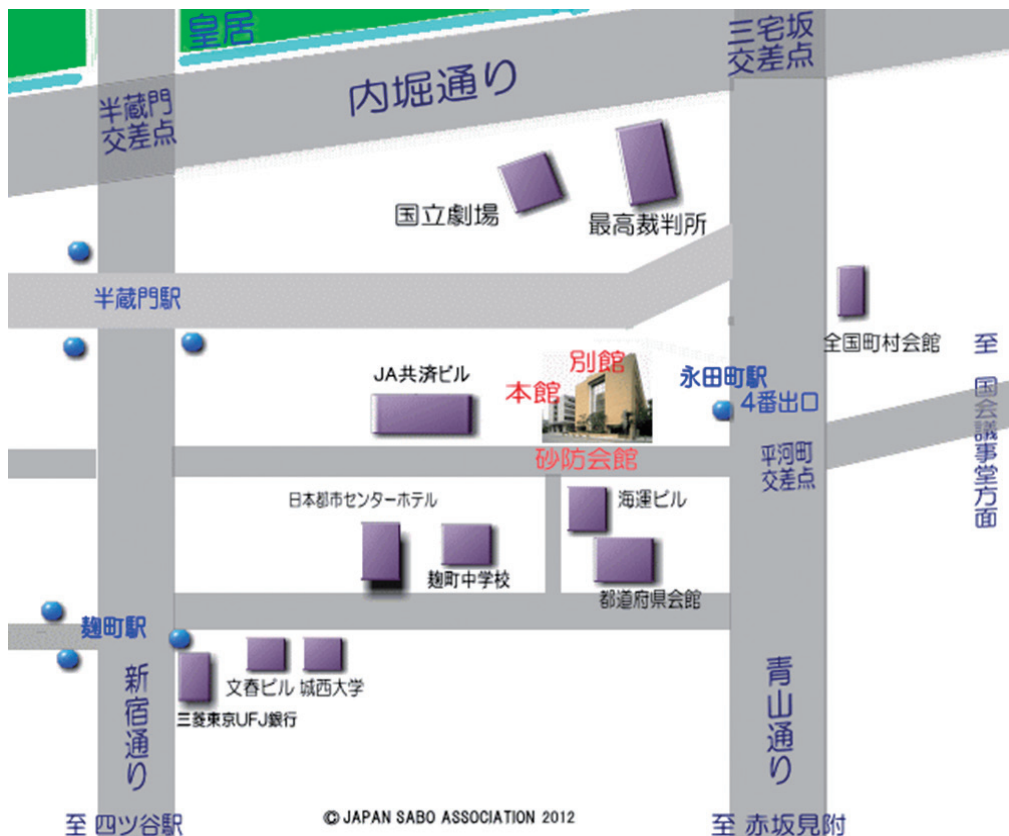 皇居
三宅坂
交差点
内堀通り
半蔵門
交差点
国立劇場
最高裁判所
半蔵門駅
全国町村会館
至 国会議事堂方面
JA共済ビル
別館
本館
永田町駅
4番出口
砂防会館
平河町
交差点
日本都市センターホテル
海運ビル
麹町中学校
都道府県会館
麹町駅
文春ビル
城西大学
三菱東京UFJ銀行
新宿通り
青山通り
至 四ツ谷駅
© JAPAN SABO ASSOCIATION 2012
至 赤坂見附